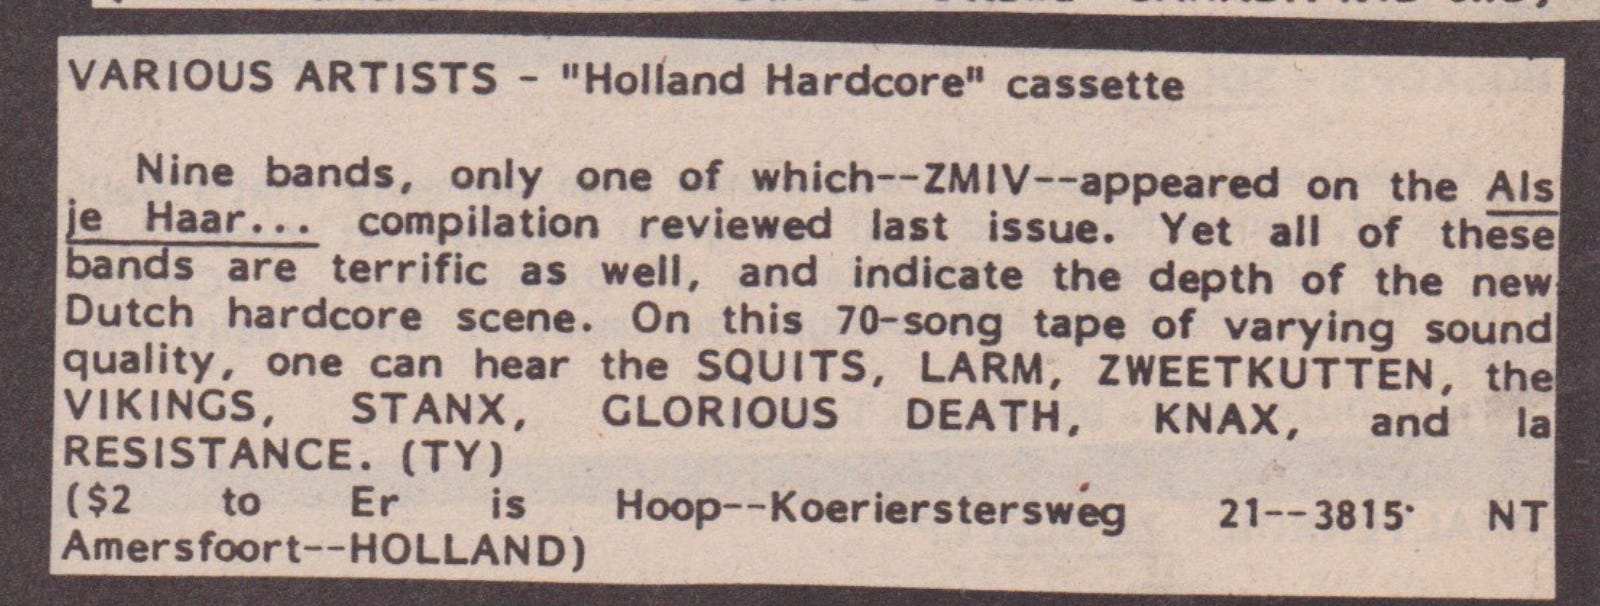 VARIOUS ARTISTS - "Holland Hardcore" cassette
Nine bands, only one of which--ZMIV--appeared on the Als
je Haar... compilation reviewed last issue. Yet all of these
bands are terrific as well, and indicate the depth of the new
Dutch hardcore scene. On this 70-song tape of varying sound
quality, one can hear the SQUITS, LARM, ZWEETKUTTEN, the
VIKINGS, STANX, GLORIOUS DEATH, KNAX, and la
RESISTANCE. (TY)
($2 to Er is Hoop--Koerierstersweg 21--3815 NT
Amersfoort--HOLLAND)